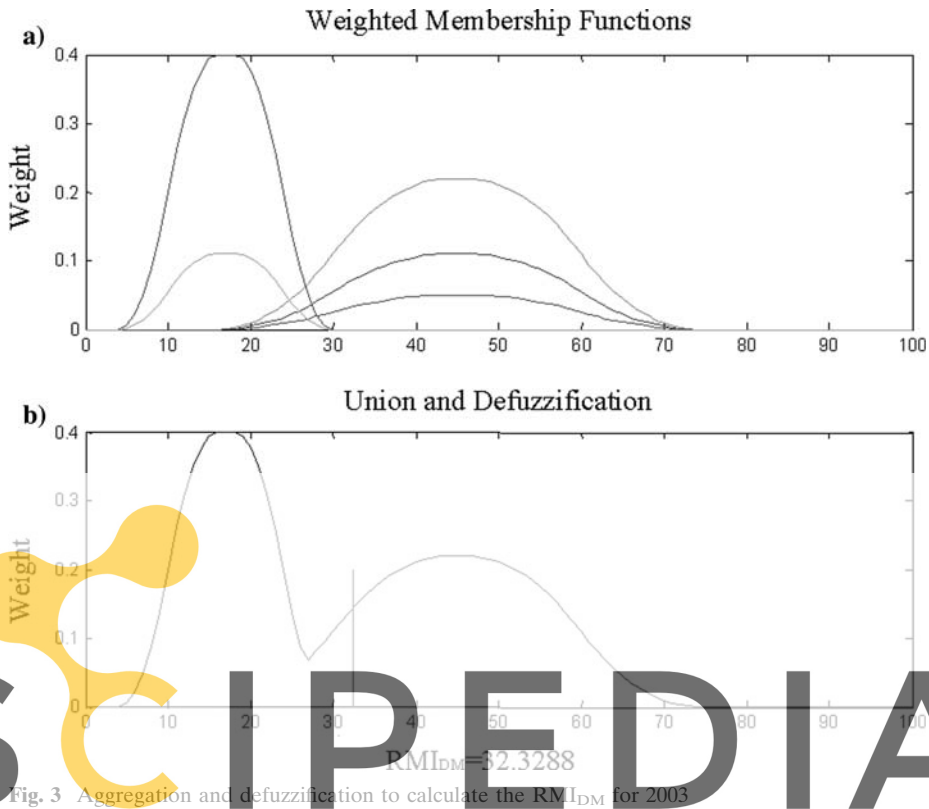 Weighted Membership Functions
a)
0.4
0.3
0.2
0.1
0
Weight
0 10 20 30 40 50 60 70 80 90 100
Union and Defuzzification
b)
0.4
0.3
0.2
0.1
0
Weight
0 10 20 30 40 50 60 70 80 90 100
RMIDM=32.3288
SCIPEDIA
Fig. 3 Aggregation and defuzzification to calculate the RMIDM for 2003